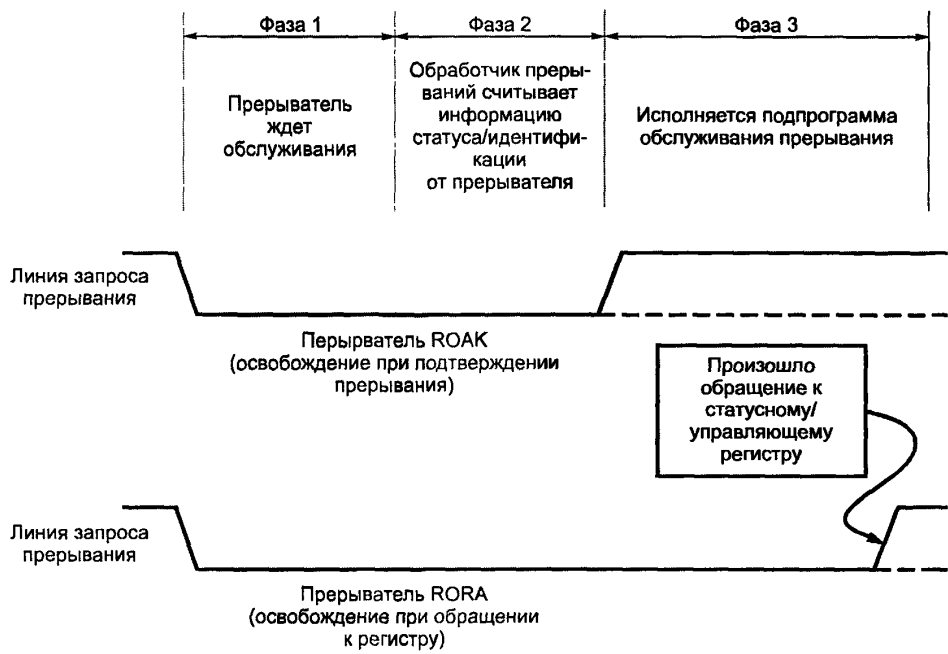 Фаза 1
Фаза 2
Фаза 3
Прерыватель
ждет
обслуживания
Обработчик преры-
ваний считывает
информацию
статуса/идентифи-
кации
от прерывателя
Исполняется подпрограмма
обслуживания прерывания
Линия запроса
прерывания
Перырватель ROAK
(освобождение при подтверждении
прерывания)
Произошло
обращение к
статусному/
управляющему
регистру
Линия запроса
прерывания
Прерыватель RORA
(освобождение при обращении
к регистру)